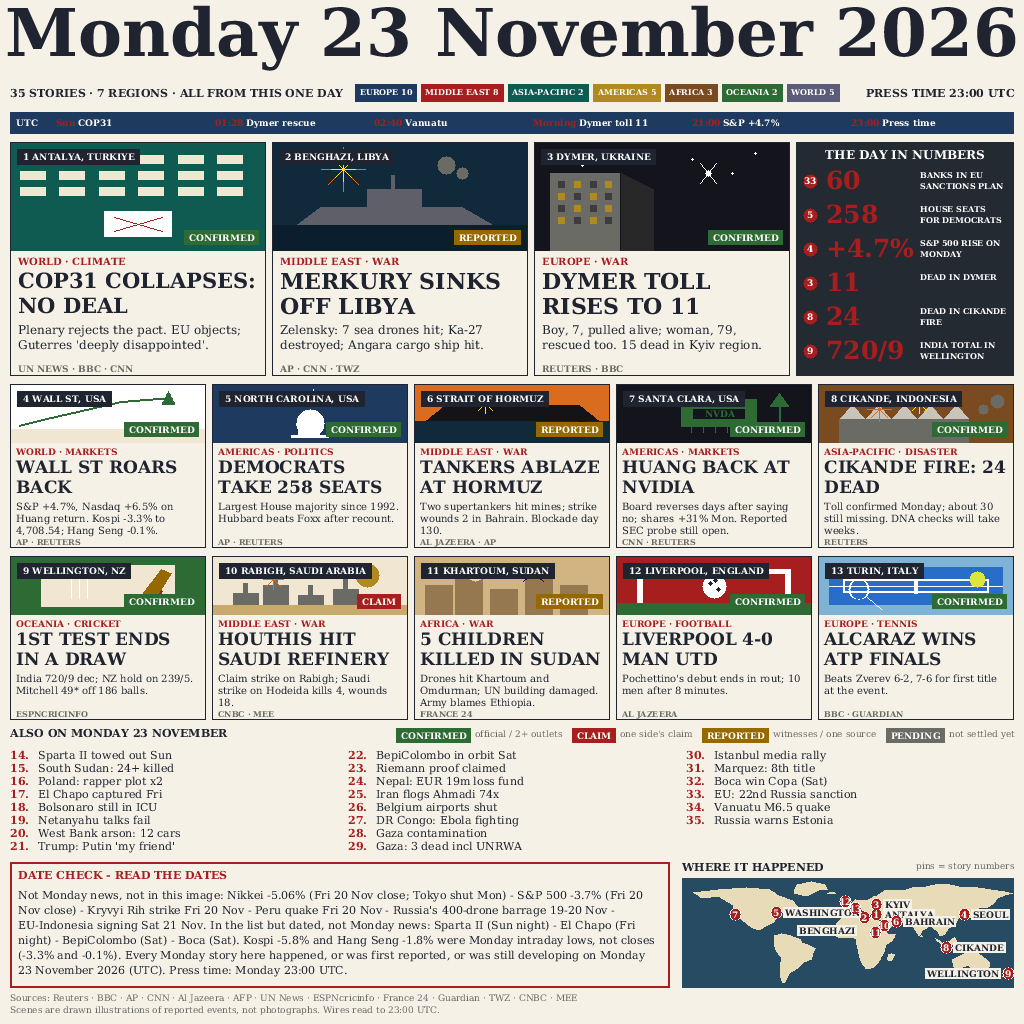 Monday 23 November 2026
35 STORIES · 7 REGIONS · ALL FROM THIS ONE DAY
EUROPE 10
MIDDLE EAST 8
ASIA-PACIFIC 2
AMERICAS 5
AFRICA 3
OCEANIA 2
WORLD 5
PRESS TIME 23:00 UTC
UTC
Sun COP31
01:28 Dymer rescue
02:40 Vanuatu
Morning Dymer toll 11
21:00 S&P +4.7%
23:00 Press time
1 ANTALYA, TURKIYE
CONFIRMED
WORLD · CLIMATE
COP31 COLLAPSES:
NO DEAL
Plenary rejects the pact. EU objects;
Guterres 'deeply disappointed'.
UN NEWS · BBC · CNN
2 BENGHAZI, LIBYA
REPORTED
MIDDLE EAST · WAR
MERKURY SINKS
OFF LIBYA
Zelensky: 7 sea drones hit; Ka-27
destroyed; Angara cargo ship hit.
AP · CNN · TWZ
3 DYMER, UKRAINE
CONFIRMED
EUROPE · WAR
DYMER TOLL
RISES TO 11
Boy, 7, pulled alive; woman, 79,
rescued too. 15 dead in Kyiv region.
REUTERS · BBC
THE DAY IN NUMBERS
33 60 BANKS IN EU
SANCTIONS PLAN
5 258 HOUSE SEATS
FOR DEMOCRATS
4 +4.7% S&P 500 RISE ON
MONDAY
3 11 DEAD IN DYMER
8 24 DEAD IN CIKANDE
FIRE
9 720/9 INDIA TOTAL IN
WELLINGTON
4 WALL ST, USA
CONFIRMED
WORLD · MARKETS
WALL ST ROARS
BACK
S&P +4.7%, Nasdaq +6.5% on
Huang return. Kospi -3.3% to
4,708.54; Hang Seng -0.1%.
AP · REUTERS
5 NORTH CAROLINA, USA
CONFIRMED
AMERICAS · POLITICS
DEMOCRATS
TAKE 258 SEATS
Largest House majority since 1992.
Hubbard beats Foxx after recount.
AP · REUTERS
6 STRAIT OF HORMUZ
REPORTED
MIDDLE EAST · WAR
TANKERS ABLAZE
AT HORMUZ
Two supertankers hit mines; strike
wounds 2 in Bahrain. Blockade day
130.
AL JAZEERA · AP
7 SANTA CLARA, USA
NVDA
CONFIRMED
AMERICAS · MARKETS
HUANG BACK AT
NVIDIA
Board reverses days after saying
no; shares +31% Mon. Reported
SEC probe still open.
CNN · REUTERS
8 CIKANDE, INDONESIA
CONFIRMED
ASIA-PACIFIC · DISASTER
CIKANDE FIRE: 24
DEAD
Toll confirmed Monday; about 30
still missing. DNA checks will take
weeks.
REUTERS
9 WELLINGTON, NZ
CONFIRMED
OCEANIA · CRICKET
1ST TEST ENDS
IN A DRAW
India 720/9 dec; NZ hold on 239/5.
Mitchell 49* off 186 balls.
ESPNCRICINFO
10 RABIGH, SAUDI ARABIA
CLAIM
MIDDLE EAST · WAR
HOUTHIS HIT
SAUDI REFINERY
Claim strike on Rabigh; Saudi
strike on Hodeida kills 4, wounds
18.
CNBC · MEE
11 KHARTOUM, SUDAN
REPORTED
AFRICA · WAR
5 CHILDREN
KILLED IN SUDAN
Drones hit Khartoum and
Omdurman; UN building damaged.
Army blames Ethiopia.
FRANCE 24
12 LIVERPOOL, ENGLAND
CONFIRMED
EUROPE · FOOTBALL
LIVERPOOL 4-0
MAN UTD
Pochettino's debut ends in rout; 10
men after 8 minutes.
AL JAZEERA
13 TURIN, ITALY
CONFIRMED
EUROPE · TENNIS
ALCARAZ WINS
ATP FINALS
Beats Zverev 6-2, 7-6 for first title
at the event.
BBC · GUARDIAN
ALSO ON MONDAY 23 NOVEMBER
CONFIRMED official / 2+ outlets
CLAIM one side's claim
REPORTED witnesses / one source
PENDING not settled yet
14. Sparta II towed out Sun
15. South Sudan: 24+ killed
16. Poland: rapper plot x2
17. El Chapo captured Fri
18. Bolsonaro still in ICU
19. Netanyahu talks fail
20. West Bank arson: 12 cars
21. Trump: Putin 'my friend'
22. BepiColombo in orbit Sat
23. Riemann proof claimed
24. Nepal: EUR 19m loss fund
25. Iran flogs Ahmadi 74x
26. Belgium airports shut
27. DR Congo: Ebola fighting
28. Gaza contamination
29. Gaza: 3 dead incl UNRWA
30. Istanbul media rally
31. Marquez: 8th title
32. Boca win Copa (Sat)
33. EU: 22nd Russia sanction
34. Vanuatu M6.5 quake
35. Russia warns Estonia
DATE CHECK - READ THE DATES
Not Monday news, not in this image: Nikkei -5.06% (Fri 20 Nov close; Tokyo shut Mon) - S&P 500 -3.7% (Fri 20
Nov close) - Kryvyi Rih strike Fri 20 Nov - Peru quake Fri 20 Nov - Russia's 400-drone barrage 19-20 Nov -
EU-Indonesia signing Sat 21 Nov. In the list but dated, not Monday news: Sparta II (Sun night) - El Chapo (Fri
night) - BepiColombo (Sat) - Boca (Sat). Kospi -5.8% and Hang Seng -1.8% were Monday intraday lows, not closes
(-3.3% and -0.1%). Every Monday story here happened, or was first reported, or was still developing on Monday
23 November 2026 (UTC). Press time: Monday 23:00 UTC.
WHERE IT HAPPENED
pins = story numbers
7
5 WASHINGTON
3 KYIV
1 ANTALYA
6 BAHRAIN
4 SEOUL
BENGHAZI
8 CIKANDE
WELLINGTON 9
Sources: Reuters · BBC · AP · CNN · Al Jazeera · AFP · UN News · ESPNcricinfo · France 24 · Guardian · TWZ · CNBC · MEE
Scenes are drawn illustrations of reported events, not photographs. Wires read to 23:00 UTC.